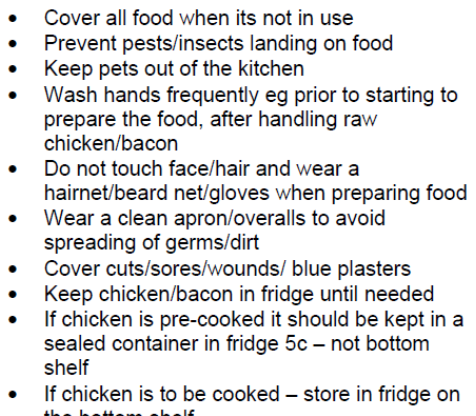 • Cover all food when its not in use
• Prevent pests/insects landing on food
• Keep pets out of the kitchen
• Wash hands frequently eg prior to starting to
prepare the food, after handling raw
chicken/bacon
• Do not touch face/hair and wear a
hairnet/beard net/gloves when preparing food
• Wear a clean apron/overalls to avoid
spreading of germs/dirt
• Cover cuts/sores/wounds/ blue plasters
• Keep chicken/bacon in fridge until needed
• If chicken is pre-cooked it should be kept in a
sealed container in fridge 5c – not bottom
shelf
• If chicken is to be cooked – store in fridge on
the bottom shelf